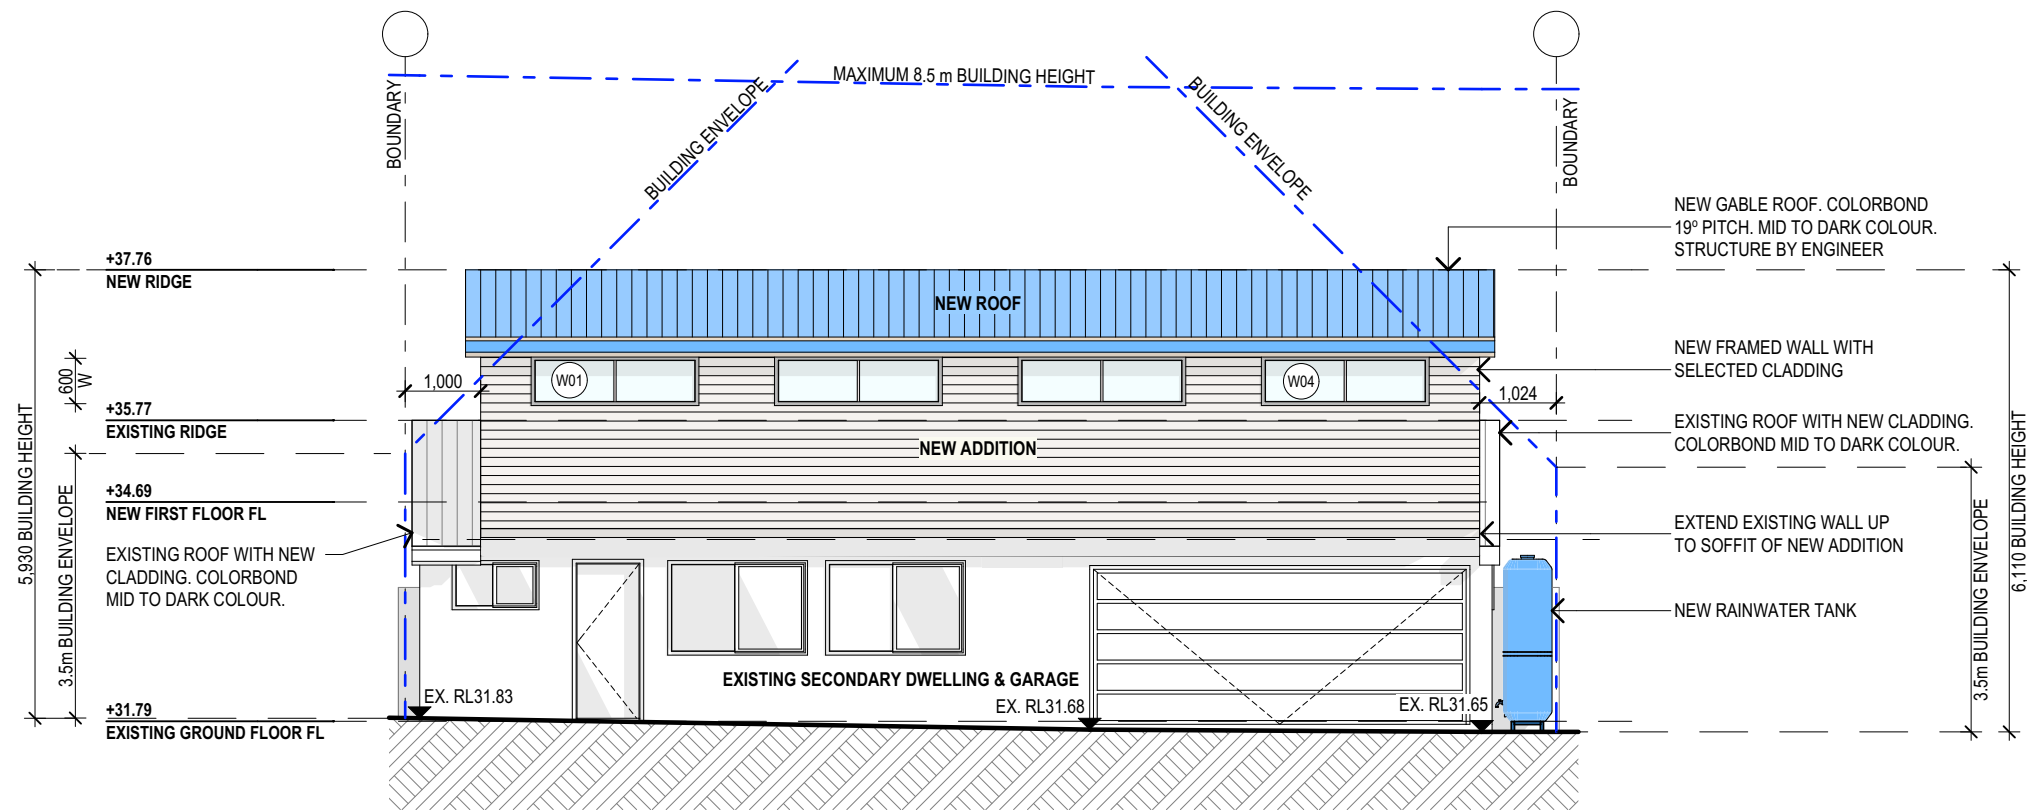 MAXIMUM 8.5 m BUILDING HEIGHT
BOUNDARY
BUILDING ENVELOPE
BUILDING ENVELOPE
BOUNDARY
NEW GABLE ROOF. COLORBOND
19º PITCH. MID TO DARK COLOUR.
STRUCTURE BY ENGINEER
+37.76
NEW RIDGE
NEW ROOF
NEW FRAMED WALL WITH
SELECTED CLADDING
600
W
1,000
W01
W04
1,024
+35.77
EXISTING RIDGE
NEW ADDITION
EXISTING ROOF WITH NEW CLADDING.
COLORBOND MID TO DARK COLOUR.
5,930 BUILDING HEIGHT
3.5m BUILDING ENVELOPE
+34.69
NEW FIRST FLOOR FL
EXISTING ROOF WITH NEW
CLADDING. COLORBOND
MID TO DARK COLOUR.
EXTEND EXISTING WALL UP
TO SOFFIT OF NEW ADDITION
NEW RAINWATER TANK
3.5m BUILDING ENVELOPE
6,110 BUILDING HEIGHT
EXISTING SECONDARY DWELLING & GARAGE
EX. RL31.83
EX. RL31.68
EX. RL31.65
+31.79
EXISTING GROUND FLOOR FL